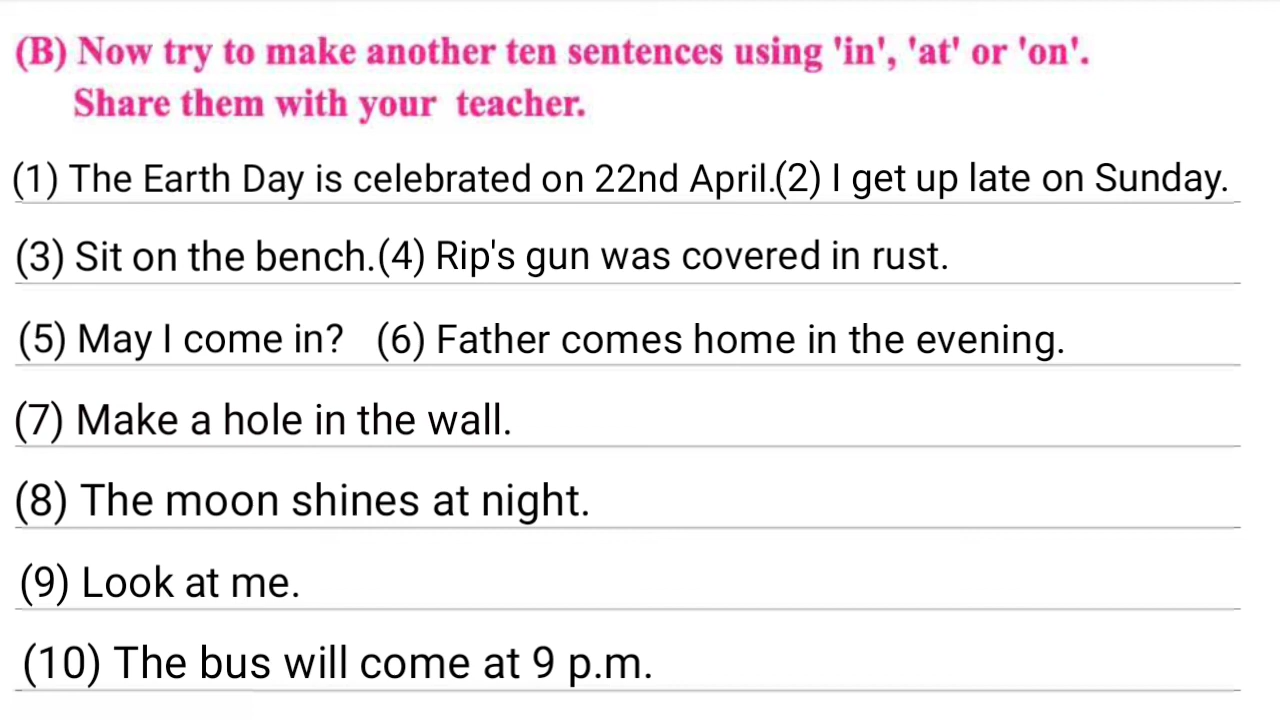 (B) Now try to make another ten sentences using 'in', 'at' or 'on'.
Share them with your teacher.
(1) The Earth Day is celebrated on 22nd April.(2) I get up late on Sunday.
(3) Sit on the bench.(4) Rip's gun was covered in rust.
(5) May I come in? (6) Father comes home in the evening.
(7) Make a hole in the wall.
(8) The moon shines at night.
(9) Look at me.
(10) The bus will come at 9 p.m.